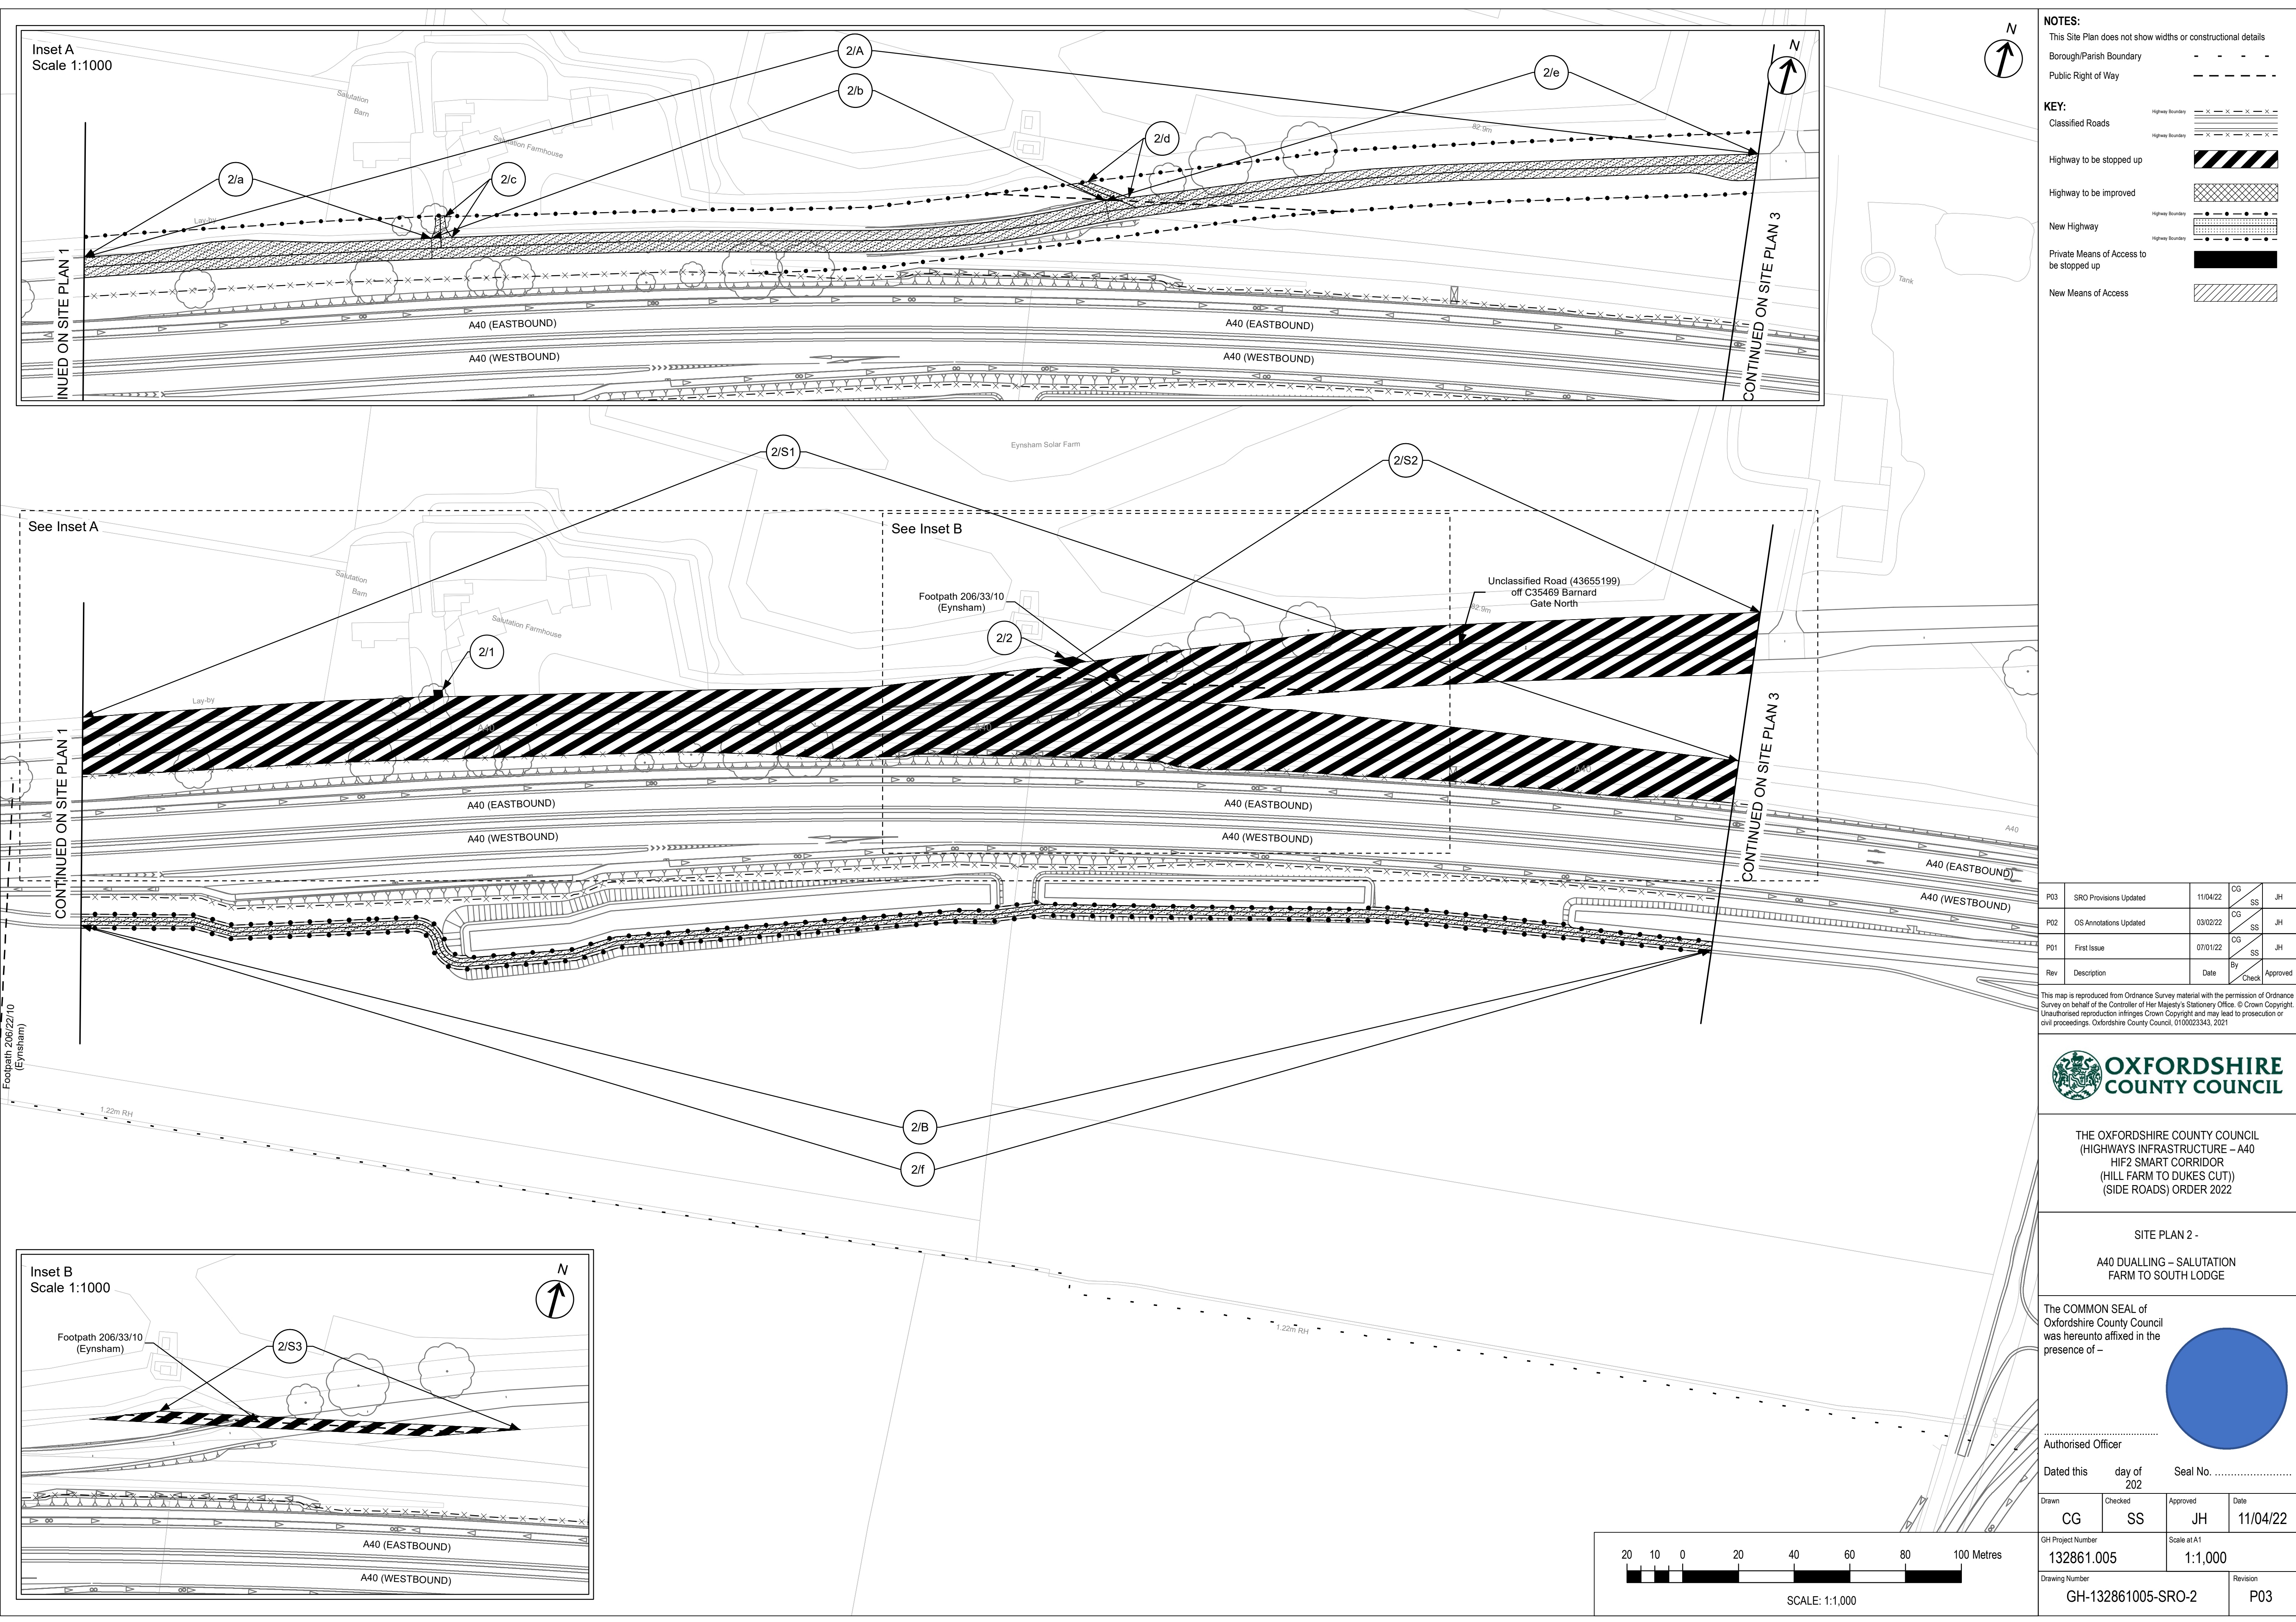 Inset A
Scale 1:1000
2/A
2/b
2/e
2/d
2/a
2/c
N
N
Salutation
Barn
Salutation Farmhouse
Lay-by
82.9m
INUED ON SITE PLAN 1
CONTINUED ON SITE PLAN 3
A40 (EASTBOUND)
A40 (EASTBOUND)
A40 (WESTBOUND)
A40 (WESTBOUND)
Tank
Eynsham Solar Farm
2/S1
2/S2
See Inset A
See Inset B
Salutation
Barn
Salutation Farmhouse
Lay-by
2/1
Footpath 206/33/10
(Eynsham)
2/2
Unclassified Road (43655199)
off C35469 Barnard
Gate North
82.9m
A40
A40
A40
A40
CONTINUED ON SITE PLAN 1
CONTINUED ON SITE PLAN 3
A40 (EASTBOUND)
A40 (EASTBOUND)
A40 (WESTBOUND)
A40 (WESTBOUND)
A40 (EASTBOUND)
A40 (WESTBOUND)
Footpath 206/22/10
(Eynsham)
1.22m RH
2/B
2/f
1.22m RH
Inset B
Scale 1:1000
N
Footpath 206/33/10
(Eynsham)
2/S3
A40 (EASTBOUND)
A40 (WESTBOUND)
20 10 0 20 40 60 80 100 Metres
SCALE: 1:1,000
NOTES:
This Site Plan does not show widths or constructional details
Borough/Parish Boundary
Public Right of Way
KEY:
Highway Boundary
Classified Roads
Highway Boundary
Highway to be stopped up
Highway to be improved
Highway Boundary
New Highway
Highway Boundary
Private Means of Access to
be stopped up
New Means of Access
P03 SRO Provisions Updated 11/04/22 CG SS JH
P02 OS Annotations Updated 03/02/22 CG SS JH
P01 First Issue 07/01/22 CG SS JH
Rev Description Date By Check Approved
This map is reproduced from Ordnance Survey material with the permission of Ordnance
Survey on behalf of the Controller of Her Majesty's Stationery Office. © Crown Copyright.
Unauthorised reproduction infringes Crown Copyright and may lead to prosecution or
civil proceedings. Oxfordshire County Council, 0100023343, 2021
OXFORDSHIRE
COUNTY COUNCIL
THE OXFORDSHIRE COUNTY COUNCIL
(HIGHWAYS INFRASTRUCTURE – A40
HIF2 SMART CORRIDOR
(HILL FARM TO DUKES CUT))
(SIDE ROADS) ORDER 2022
SITE PLAN 2 -
A40 DUALLING – SALUTATION
FARM TO SOUTH LODGE
The COMMON SEAL of
Oxfordshire County Council
was hereunto affixed in the
presence of –
Authorised Officer
Dated this day of Seal No. ........................
202
Drawn Checked Approved Date
CG SS JH 11/04/22
GH Project Number Scale at A1
132861.005 1:1,000
Drawing Number Revision
GH-132861005-SRO-2 P03